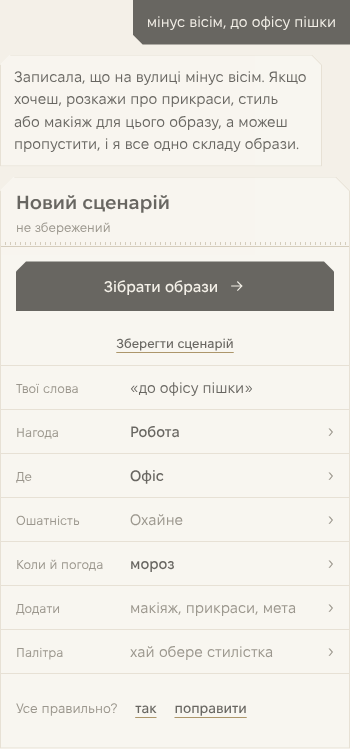 мінус вісім, до офісу пішки
Записала, що на вулиці мінус вісім. Якщо
хочеш, розкажи про прикраси, стиль
або макіяж для цього образу, а можеш
пропустити, і я все одно складу образи.
Новий сценарій
не збережений
Зібрати образи →
Зберегти сценарій
Твої слова «до офісу пішки»
Нагода Робота ›
Де Офіс ›
Ошатність Охайне ›
Коли й погода мороз ›
Додати макіяж, прикраси, мета ›
Палітра хай обере стилістка ›
Усе правильно? так поправити